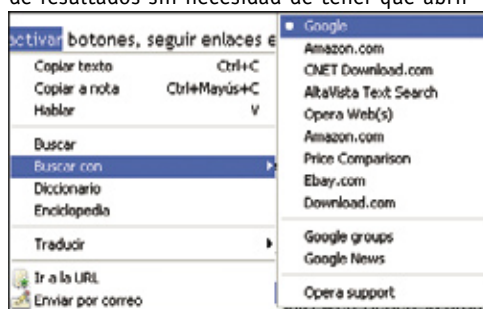 de resultados sin necesidad de tener que abrir
activar botones, seguir enlaces e
Copiar texto Ctrl+C
Copiar a nota Ctrl+Mayús+C
Hablar V
Buscar
Buscar con
Diccionario
Enciclopedia
Traducir
Ir a la URL
Enviar por correo
Google
Amazon.com
CNET Download.com
AltaVista Text Search
Opera Web(s)
Amazon.com
Price Comparison
Ebay.com
Download.com
Google groups
Google News
Opera support